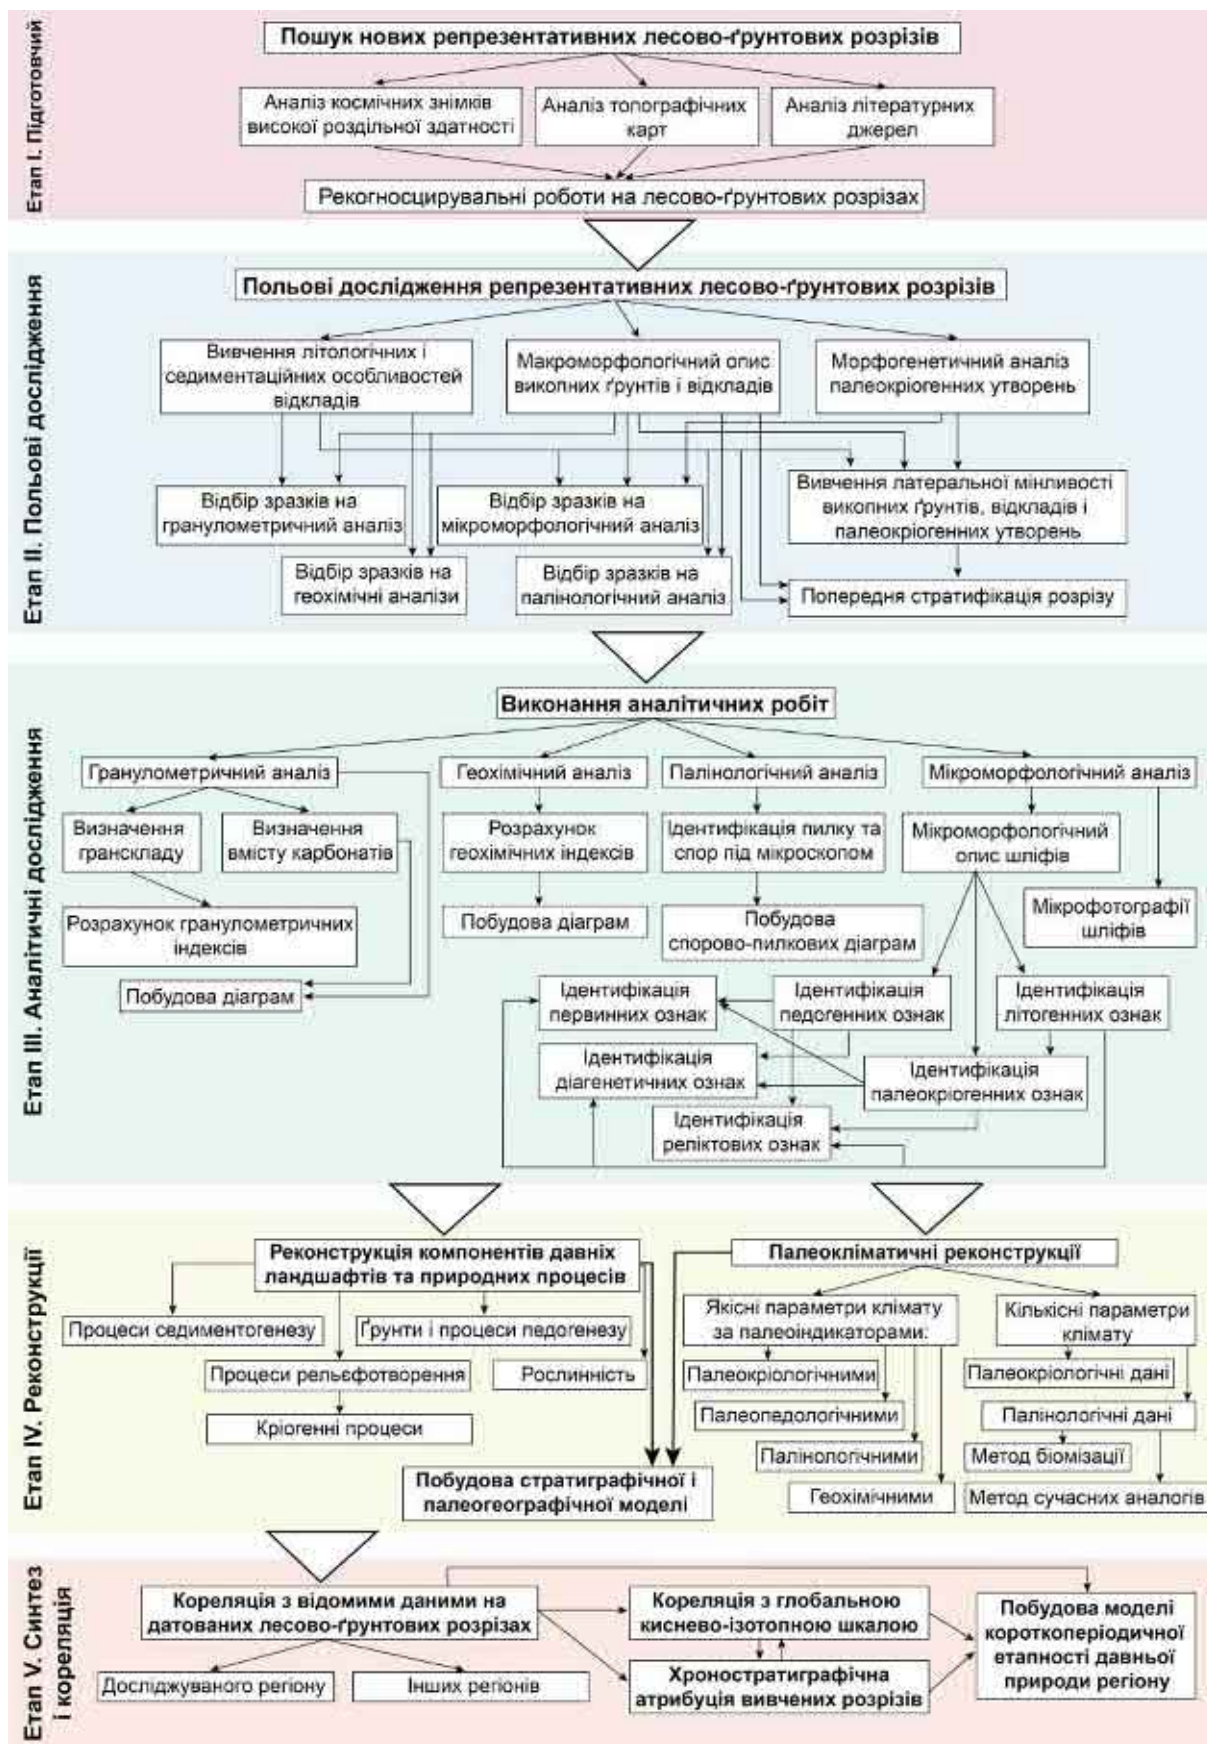 Етап I. Підготовчий
Пошук нових репрезентативних лесово-ґрунтових розрізів
Аналіз космічних знімків
високої роздільної здатності
Аналіз топографічних
карт
Аналіз літературних
джерел
Рекогносцирувальні роботи на лесово-ґрунтових розрізах
Етап II. Польові дослідження
Польові дослідження репрезентативних лесово-ґрунтових розрізів
Вивчення літологічних і
седиментаційних особливостей
відкладів
Макроморфологічний опис
викопних ґрунтів і відкладів
Морфогенетичний аналіз
палеокріогенних утворень
Відбір зразків на
гранулометричний аналіз
Відбір зразків на
мікроморфологічний аналіз
Вивчення латеральної мінливості
викопних ґрунтів, відкладів і
палеокріогенних утворень
Відбір зразків на
геохімічні аналізи
Відбір зразків на
палінологічний аналіз
Попередня стратифікація розрізу
Етап III. Аналітичні дослідження
Виконання аналітичних робіт
Гранулометричний аналіз
Геохімічний аналіз
Палінологічний аналіз
Мікроморфологічний аналіз
Визначення
гранскладу
Визначення
вмісту карбонатів
Розрахунок
геохімічних індексів
Ідентифікація пилку та
спор під мікроскопом
Мікроморфологічний
опис шліфів
Розрахунок гранулометричних
індексів
Побудова діаграм
Побудова
спорово-пилкових діаграм
Мікрофотографії
шліфів
Побудова діаграм
Ідентифікація
первинних ознак
Ідентифікація
педогенних ознак
Ідентифікація
літогенних ознак
Ідентифікація
діагенетичних ознак
Ідентифікація
палеокріогенних ознак
Ідентифікація
реліктових ознак
Етап IV. Реконструкції
Реконструкція компонентів давніх
ландшафтів та природних процесів
Палеокліматичні реконструкції
Процеси седиментогенезу
Ґрунти і процеси педогенезу
Якісні параметри клімату
за палеоіндикаторами:
Кількісні параметри
клімату
Процеси рельєфотворення
Рослинність
Палеокріологічними
Палеокріологічні дані
Кріогенні процеси
Палеопедологічними
Палінологічні дані
Палінологічними
Метод біомізації
Побудова стратиграфічної і
палеогеографічної моделі
Геохімічними
Метод сучасних аналогів
Етап V. Синтез
і кореляція
Кореляція з відомими даними на
датованих лесово-ґрунтових розрізах
Кореляція з глобальною
киснево-ізотопною шкалою
Побудова моделі
короткоперіодичної
етапності давньої
природи регіону
Досліджуваного регіону
Інших регіонів
Хроностратиграфічна
атрибуція вивчених розрізів